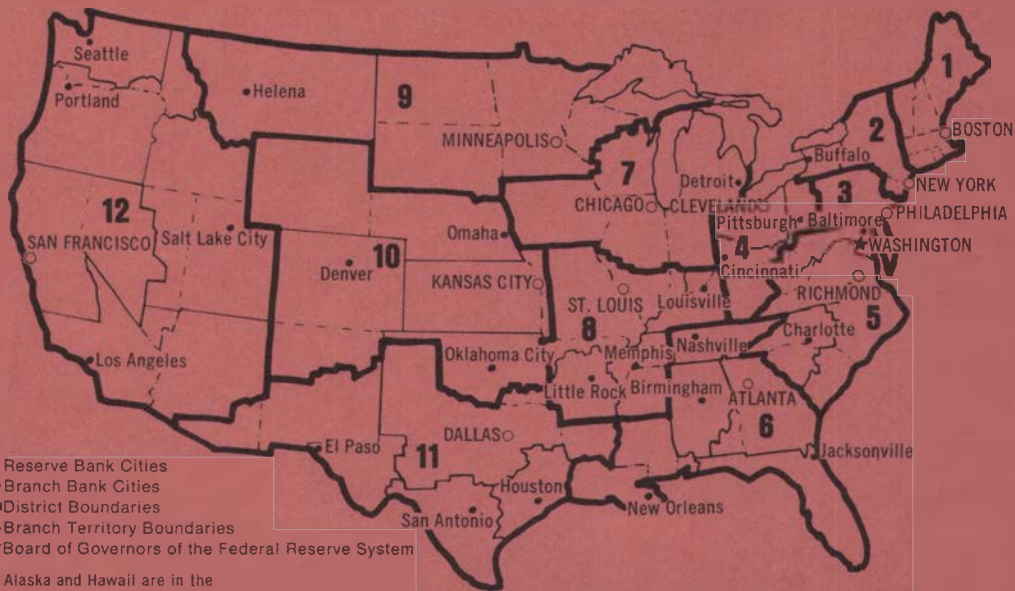 Seattle
Portland
Helena
9
MINNEAPOLIS
1
2
BOSTON
Buffalo
7
Detroit
3
NEW YORK
CHICAGO
CLEVELAND
PHILADELPHIA
12
Pittsburgh
Baltimore
SAN FRANCISCO
Salt Lake City
Omaha
4
WASHINGTON
10
Denver
Cincinnati
KANSAS CITY
ST. LOUIS
Louisville
RICHMOND
8
5
Charlotte
Los Angeles
Oklahoma City
Memphis
Nashville
Little Rock
Birmingham
ATLANTA
6
DALLAS
El Paso
11
Jacksonville
Houston
New Orleans
San Antonio
Reserve Bank Cities
Branch Bank Cities
District Boundaries
Branch Territory Boundaries
Board of Governors of the Federal Reserve System
Alaska and Hawaii are in the